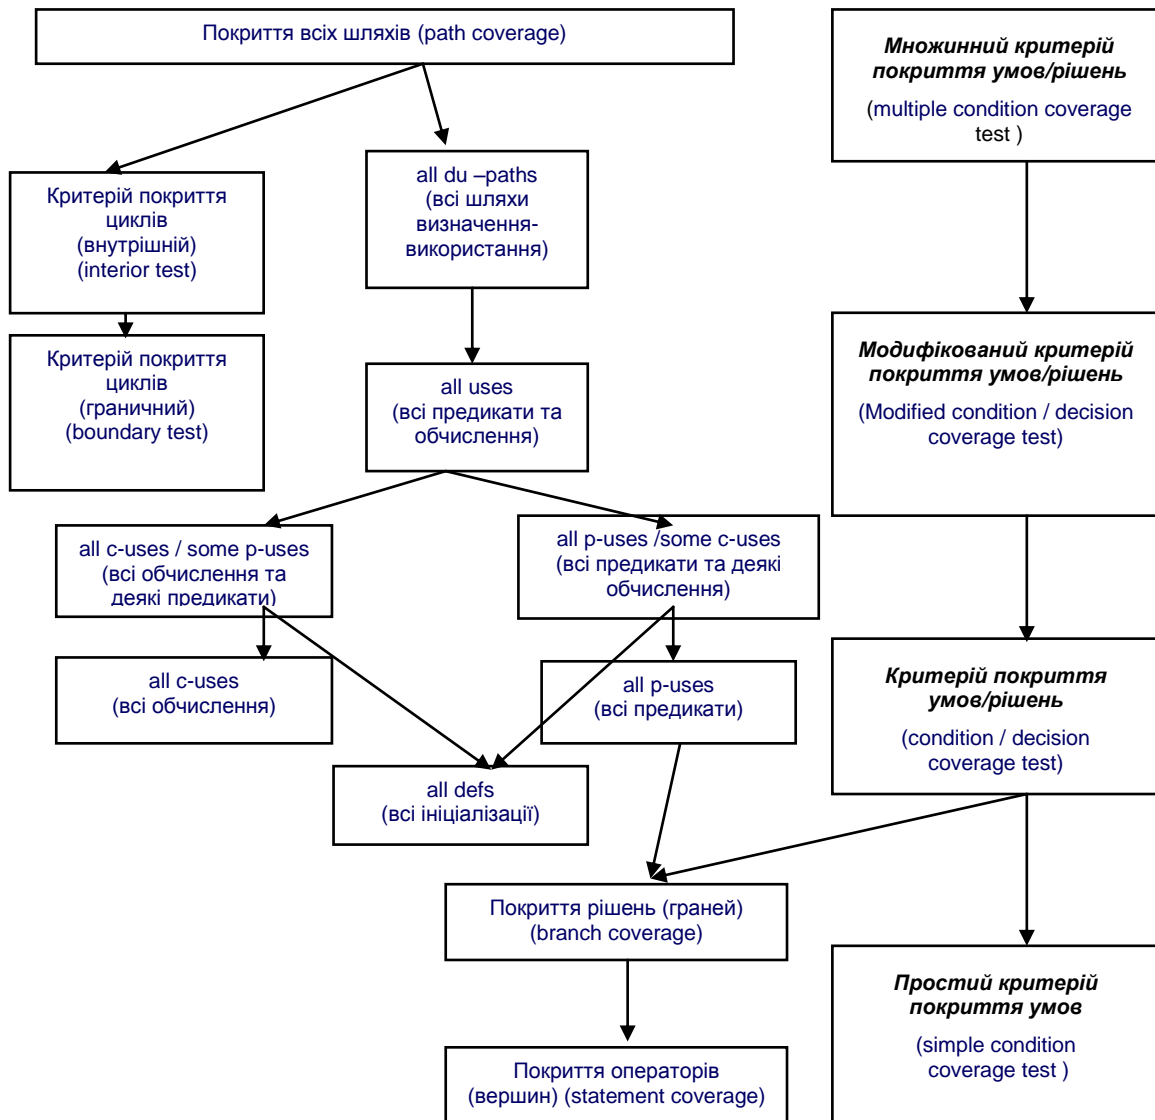 Покриття всіх шляхів (path coverage)
Множинний критерій
покриття умов/рішень
(multiple condition coverage
test )
all du –paths
(всі шляхи
визначення-
використання)
Критерій покриття
циклів
(внутрішній)
(interior test)
Критерій покриття
циклів
(граничний)
(boundary test)
Модифікований критерій
покриття умов/рішень
(Modified condition / decision
coverage test)
all uses
(всі предикати та
обчислення)
all c-uses / some p-uses
(всі обчислення та
деякі предикати)
all p-uses /some c-uses
(всі предикати та деякі
обчислення)
all c-uses
(всі обчислення)
all p-uses
(всі предикати)
Критерій покриття
умов/рішень
(condition / decision
coverage test)
all defs
(всі ініціалізації)
Покриття рішень (граней)
(branch coverage)
Простий критерій
покриття умов
(simple condition
coverage test )
Покриття операторів
(вершин) (statement coverage)